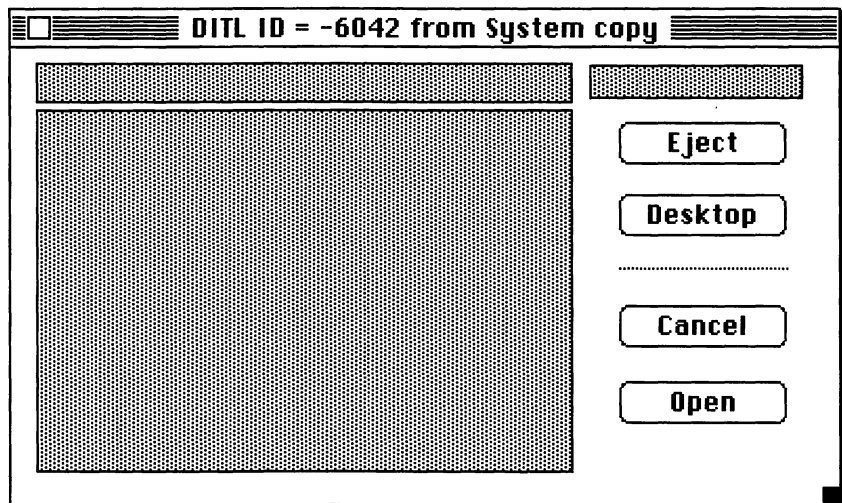 DITL ID = -6042 from System copy
Eject
Desktop
Cancel
Open